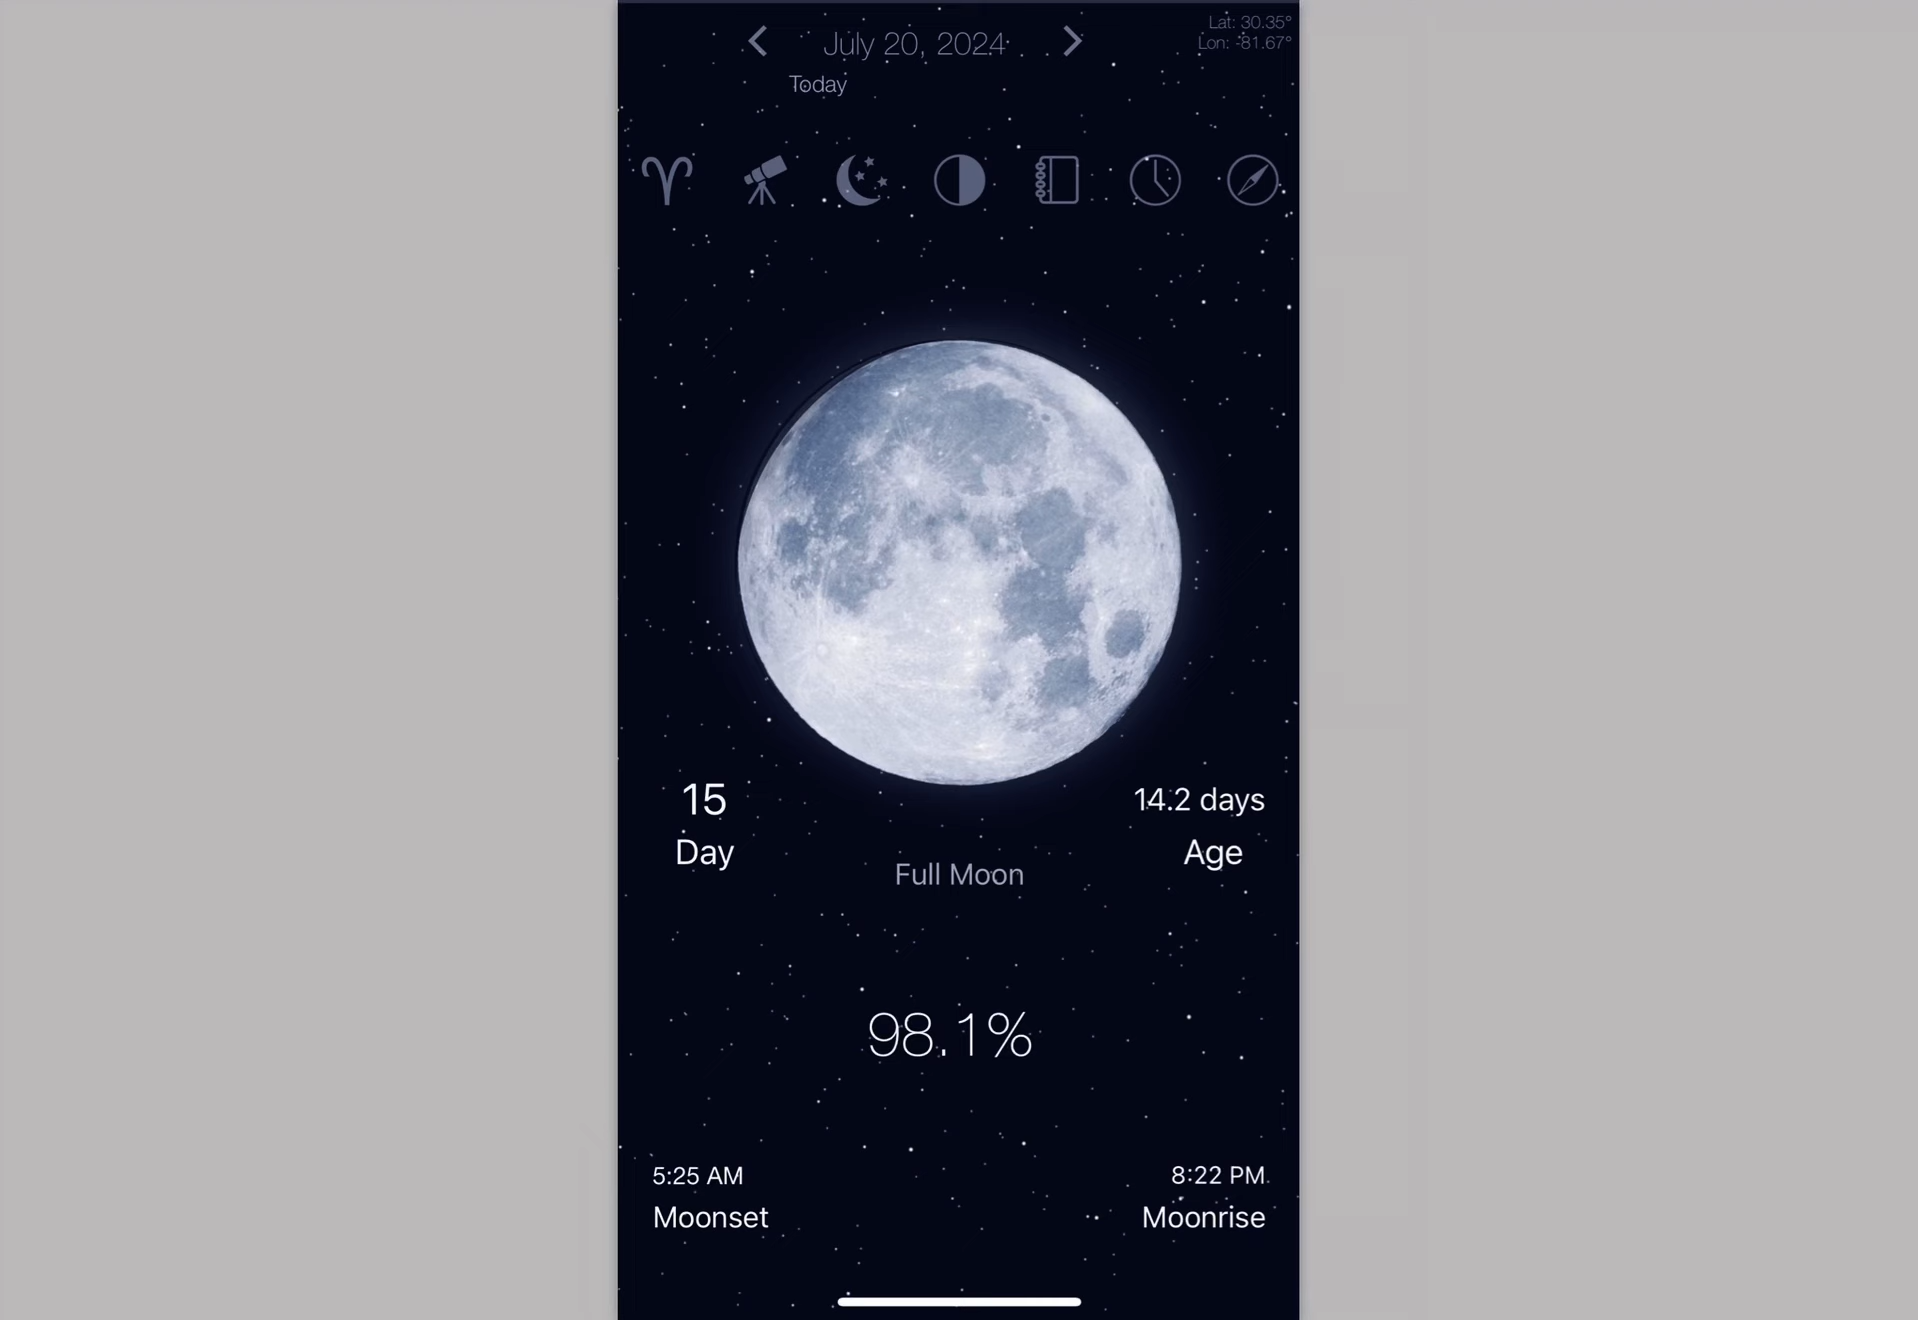 July 20, 2024
Lat: 30.35°
Lon: -81.67°
Today
15
Day
14.2 days
Age
Full Moon
98.1%
5:25 AM
Moonset
8:22 PM
Moonrise